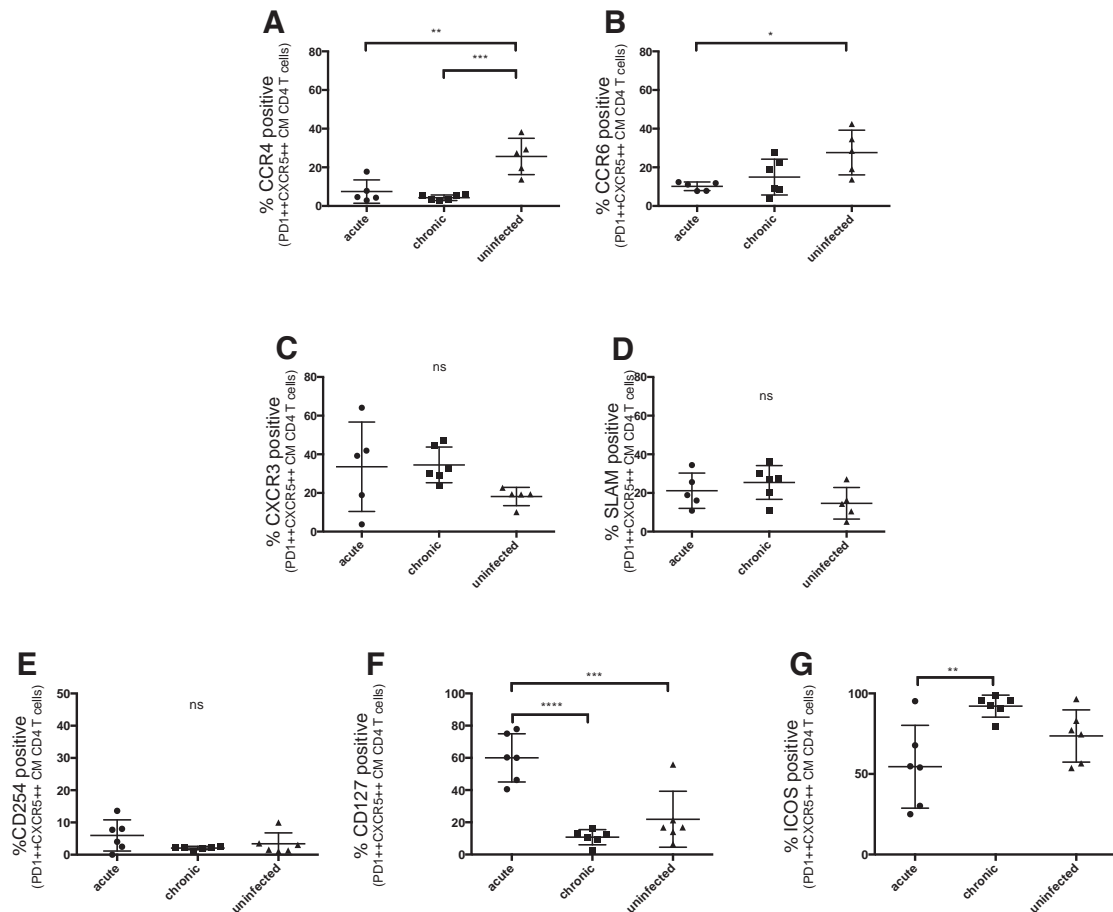 A
**
***
80
60
40
20
0
% CCR4 positive
(PD1++CXCR5++ CM CD4 T cells)
acute
chronic
uninfected
B
*
80
60
40
20
0
% CCR6 positive
(PD1++CXCR5++ CM CD4 T cells)
acute
chronic
uninfected
C
ns
80
60
40
20
0
% CXCR3 positive
(PD1++CXCR5++ CM CD4 T cells)
acute
chronic
uninfected
D
ns
80
60
40
20
0
% SLAM positive
(PD1++CXCR5++ CM CD4 T cells)
acute
chronic
uninfected
E
ns
50
40
30
20
10
0
%CD254 positive
(PD1++CXCR5++ CM CD4 T cells)
acute
chronic
uninfected
F
***
****
100
80
60
40
20
0
% CD127 positive
(PD1++CXCR5++ CM CD4 T cells)
acute
chronic
uninfected
G
**
100
50
0
% ICOS positive
(PD1++CXCR5++ CM CD4 T cells)
acute
chronic
uninfected